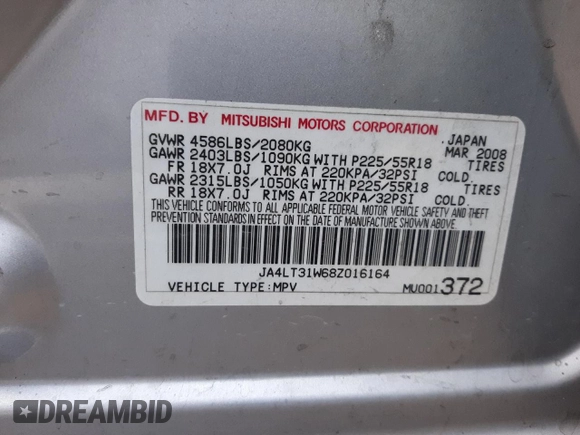 MFD. BY MITSUBISHI MOTORS CORPORATION
GVWR 4586LBS/2080KG JAPAN MAR 2008
GAWR 2403LBS/1090KG WITH P225/55R18 TIRES
FR 18X7.0J RIMS AT 220KPA/32PSI COLD.
GAWR 2315LBS/1050KG WITH P225/55R18 TIRES
RR 18X7.0J RIMS AT 220KPA/32PSI COLD.
THIS VEHICLE CONFORMS TO ALL APPLICABLE FEDERAL MOTOR VEHICLE SAFETY AND THEFT
PREVENTION STANDARDS IN EFFECT ON THE DATE OF MANUFACTURE SHOWN ABOVE.
JA4LT31W68Z016164
VEHICLE TYPE:MPV MU001372
DREAMBID